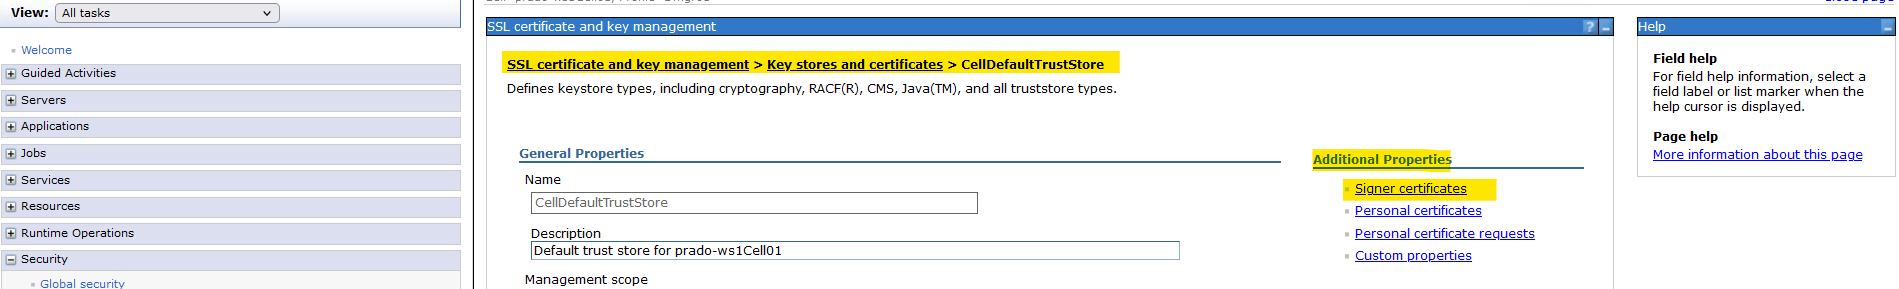 View: All tasks
Welcome
Guided Activities
Servers
Applications
Jobs
Services
Resources
Runtime Operations
Security
Global security
SSL certificate and key management
?
SSL certificate and key management > Key stores and certificates > CellDefaultTrustStore
Defines keystore types, including cryptography, RACF(R), CMS, Java(TM), and all truststore types.
General Properties
Name
CellDefaultTrustStore
Description
Default trust store for prado-ws1Cell01
Management scope
Additional Properties
Signer certificates
Personal certificates
Personal certificate requests
Custom properties
Help
Field help
For field help information, select a
field label or list marker when the
help cursor is displayed.
Page help
More information about this page